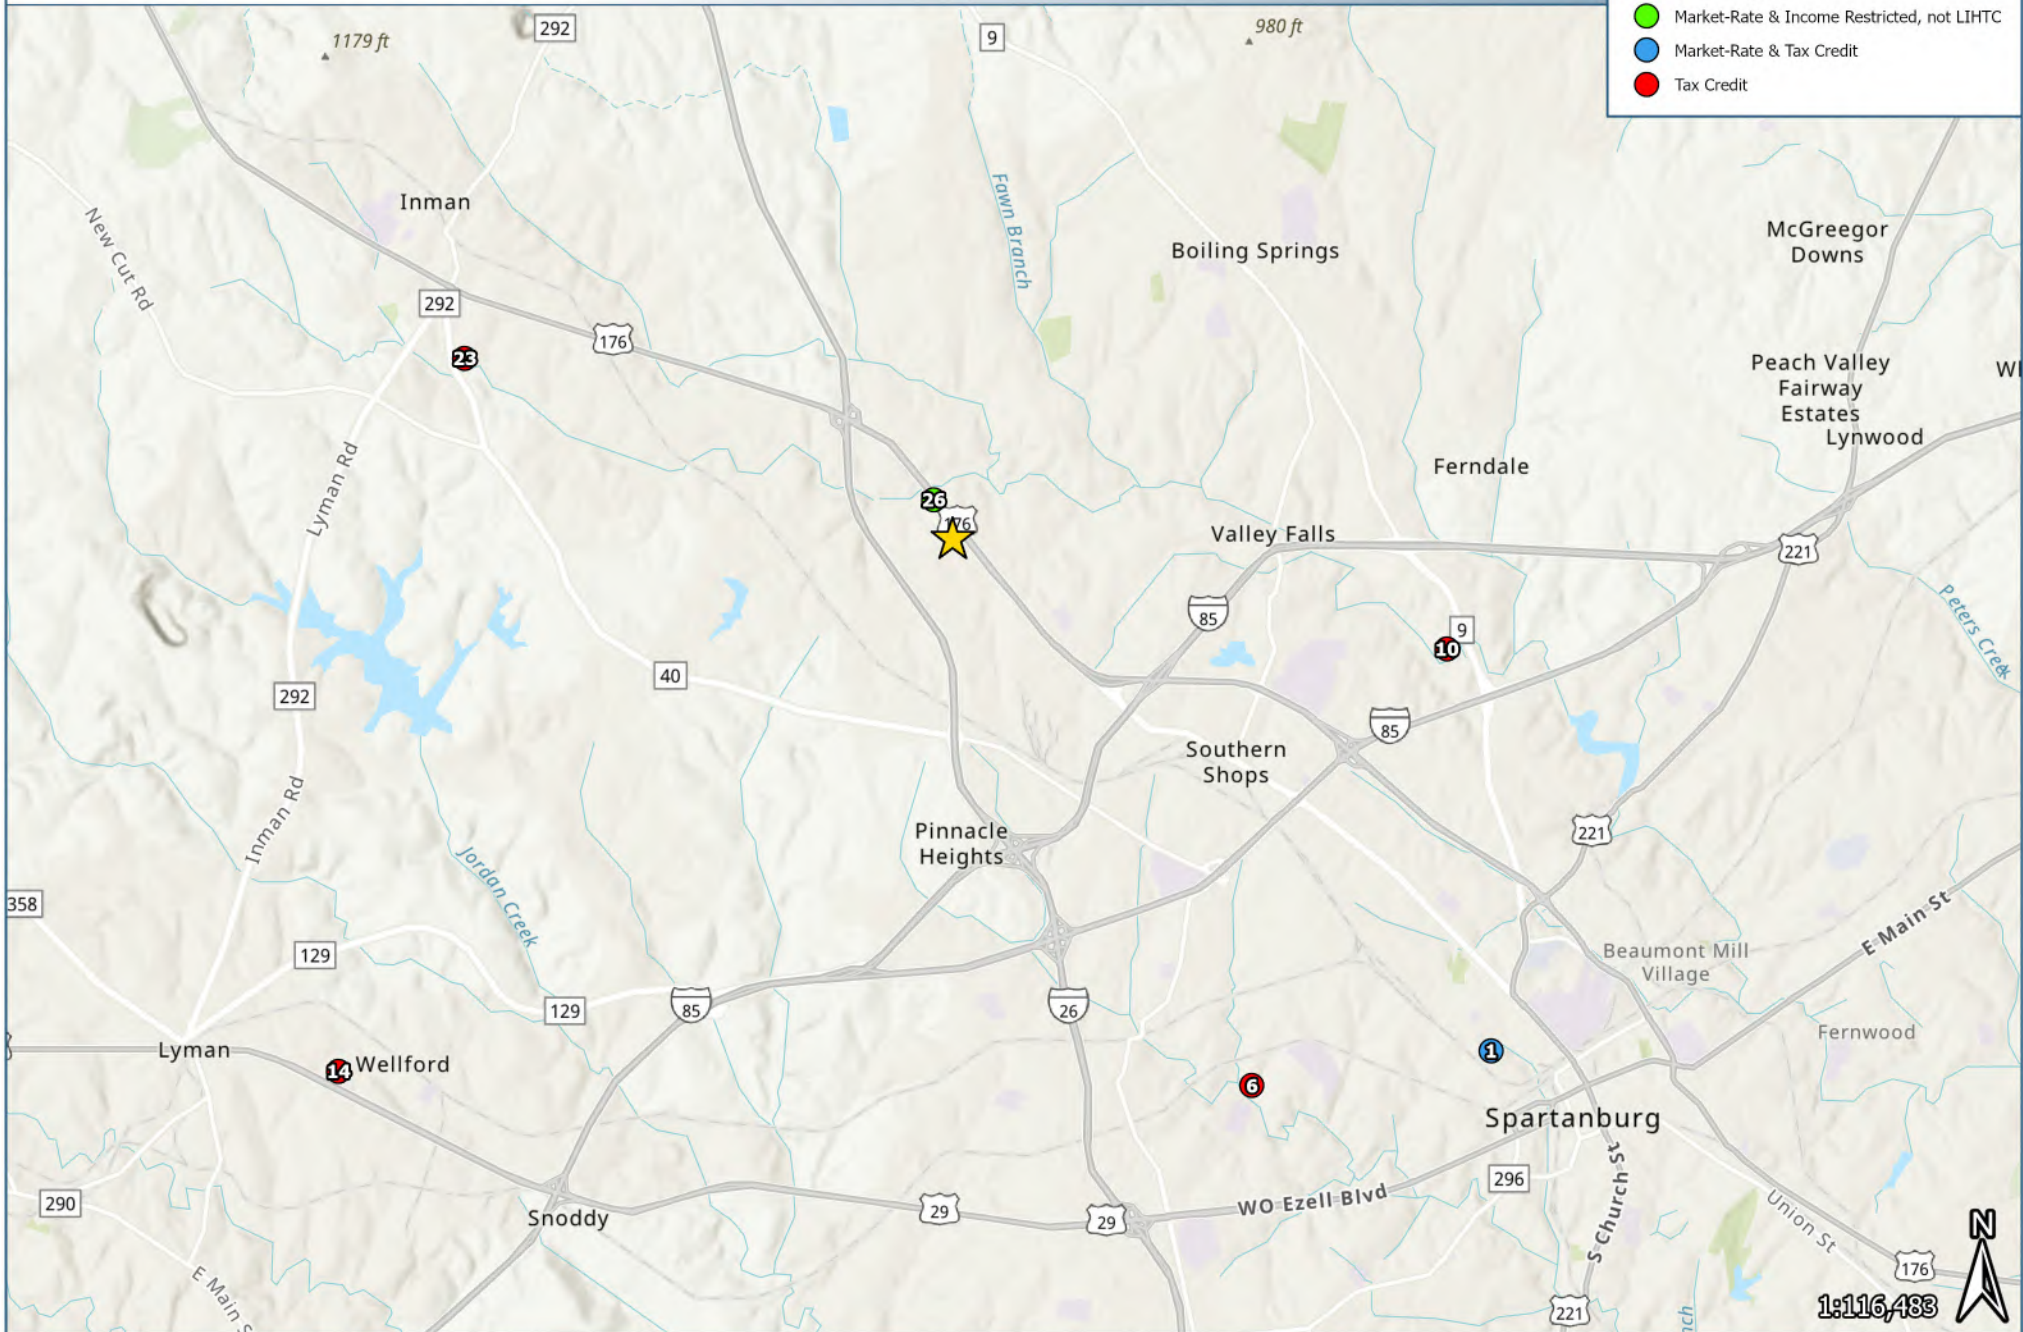 Market-Rate & Income Restricted, not LIHTC
Market-Rate & Tax Credit
Tax Credit
1179 ft
292
9
980 ft
Inman
New Cut Rd
Fawn Branch
Boiling Springs
McGreegor
Downs
292
176
23
Peach Valley
Fairway
Estates
Lynwood
Lyman Rd
Ferndale
26
176
Valley Falls
221
85
Peters Creek
9
10
40
292
85
Southern
Shops
Inman Rd
Pinnacle
Heights
221
Jordan Creek
358
129
E Main St
Beaumont Mill
Village
129
85
26
Fernwood
Lyman
14
Wellford
1
6
Spartanburg
S Church St
296
290
WO Ezell Blvd
29
29
Snoddy
Union St
N
E Main S
176
221
1:116,483